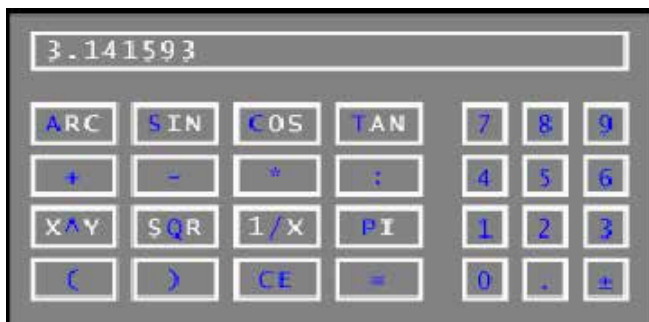 3.141593
ARC SIN COS TAN 7 8 9
+ - * : 4 5 6
X^Y SQR 1/X PI 1 2 3
( ) CE = 0 . ±